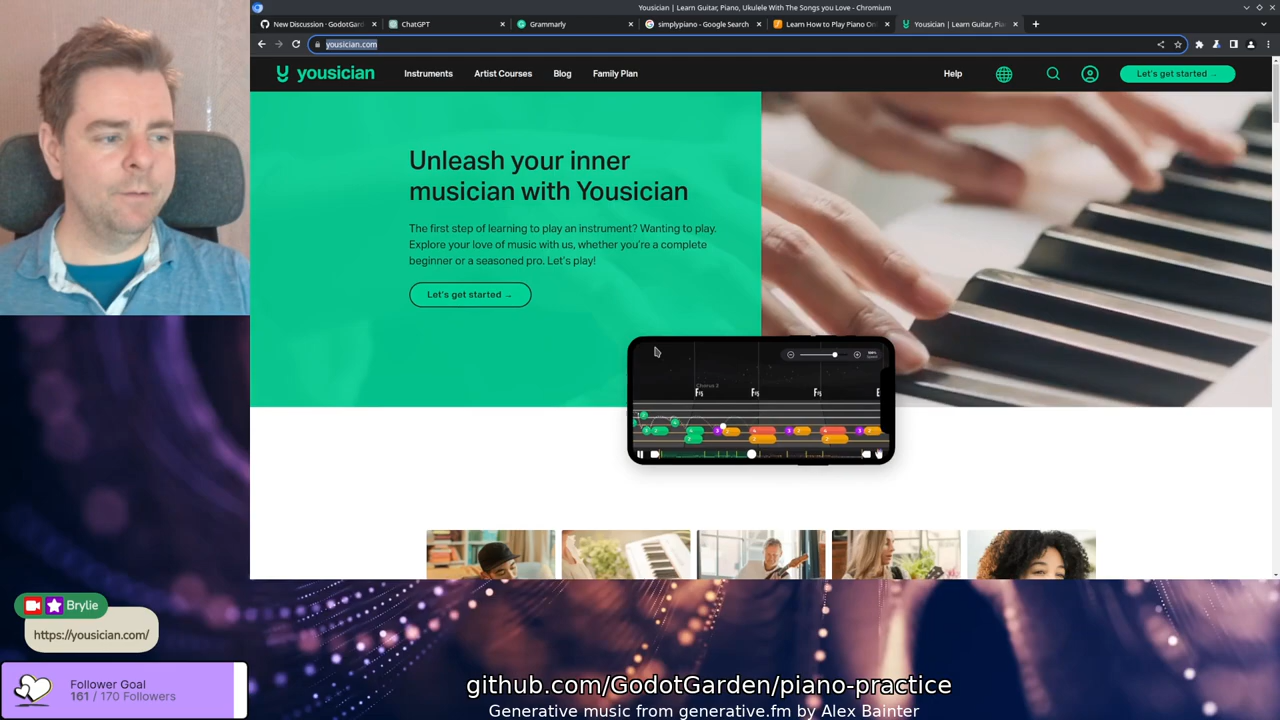 Yousician | Learn Guitar, Piano, Ukulele With The Songs you Love - Chromium
New Discussion · GodotGard
ChatGPT
Grammarly
simplypiano - Google Search
Learn How to Play Piano Onl
Yousician | Learn Guitar, Pia
yousician.com
yousician
Instruments
Artist Courses
Blog
Family Plan
Help
Let's get started →
Unleash your inner
musician with Yousician
The first step of learning to play an instrument? Wanting to play.
Explore your love of music with us, whether you're a complete
beginner or a seasoned pro. Let's play!
Let's get started →
Chorus 2
Brylie
https://yousician.com/
Follower Goal
161 / 170 Followers
github.com/GodotGarden/piano-practice
Generative music from generative.fm by Alex Bainter